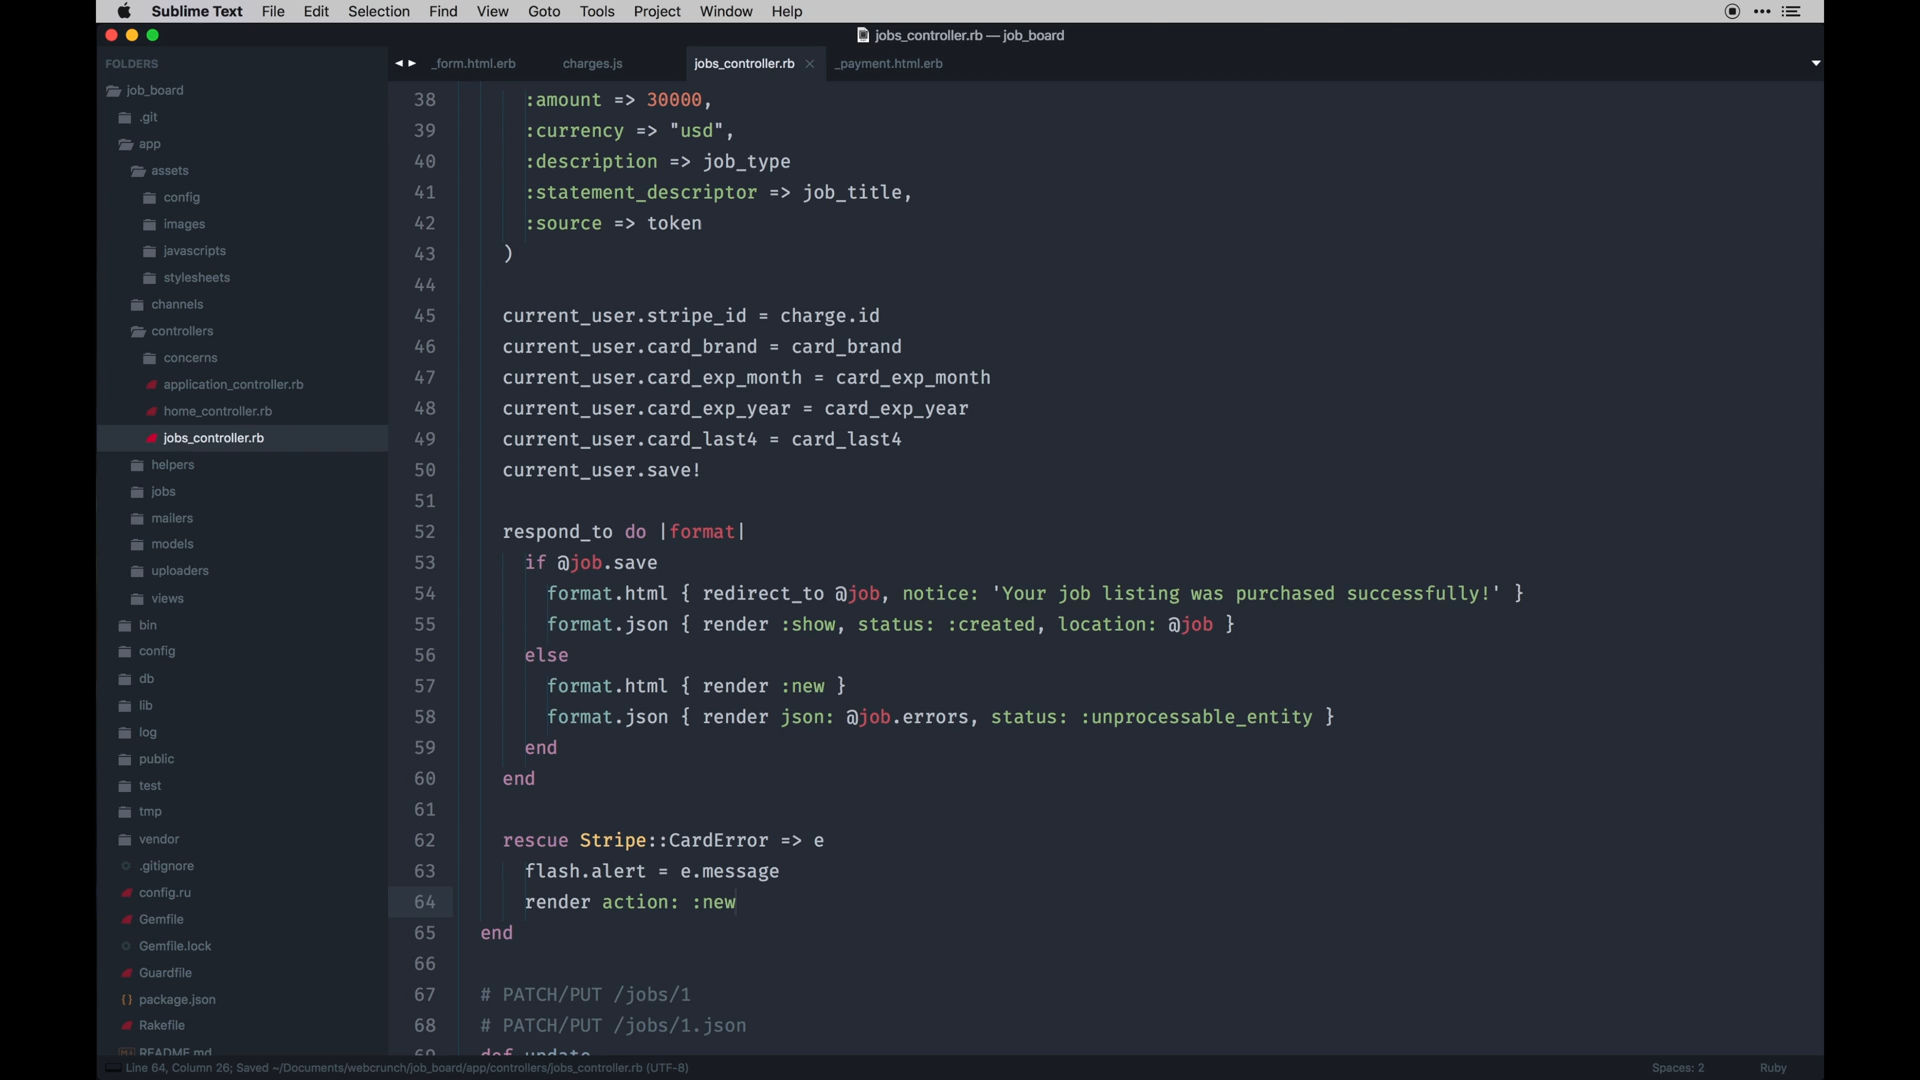 Sublime Text File Edit Selection Find View Goto Tools Project Window Help
jobs_controller.rb — job_board
FOLDERS
job_board
.git
app
assets
config
images
javascripts
stylesheets
channels
controllers
concerns
application_controller.rb
home_controller.rb
jobs_controller.rb
helpers
jobs
mailers
models
uploaders
views
bin
config
db
lib
log
public
test
tmp
vendor
.gitignore
config.ru
Gemfile
Gemfile.lock
Guardfile
package.json
Rakefile
README.md
_form.html.erb charges.js jobs_controller.rb _payment.html.erb
38 :amount => 30000,
39 :currency => "usd",
40 :description => job_type
41 :statement_descriptor => job_title,
42 :source => token
43 )
44
45 current_user.stripe_id = charge.id
46 current_user.card_brand = card_brand
47 current_user.card_exp_month = card_exp_month
48 current_user.card_exp_year = card_exp_year
49 current_user.card_last4 = card_last4
50 current_user.save!
51
52 respond_to do |format|
53 if @job.save
54 format.html { redirect_to @job, notice: 'Your job listing was purchased successfully!' }
55 format.json { render :show, status: :created, location: @job }
56 else
57 format.html { render :new }
58 format.json { render json: @job.errors, status: :unprocessable_entity }
59 end
60 end
61
62 rescue Stripe::CardError => e
63 flash.alert = e.message
64 render action: :new
65 end
66
67 # PATCH/PUT /jobs/1
68 # PATCH/PUT /jobs/1.json
69 def update
Line 64, Column 26; Saved ~/Documents/webcrunch/job_board/app/controllers/jobs_controller.rb (UTF-8) Spaces: 2 Ruby